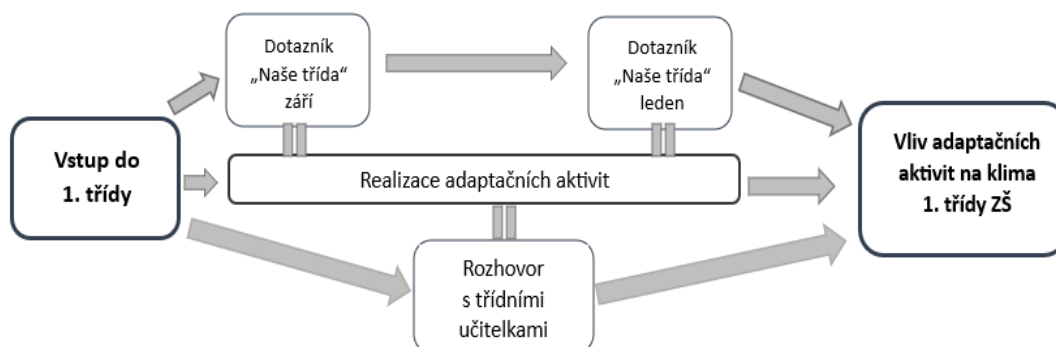 Vstup do
1. třídy
Dotazník
„Naše třída“
září
Dotazník
„Naše třída“
leden
Realizace adaptačních aktivit
Rozhovor
s třídními
učitelkami
Vliv adaptačních
aktivit na klima
1. třídy ZŠ